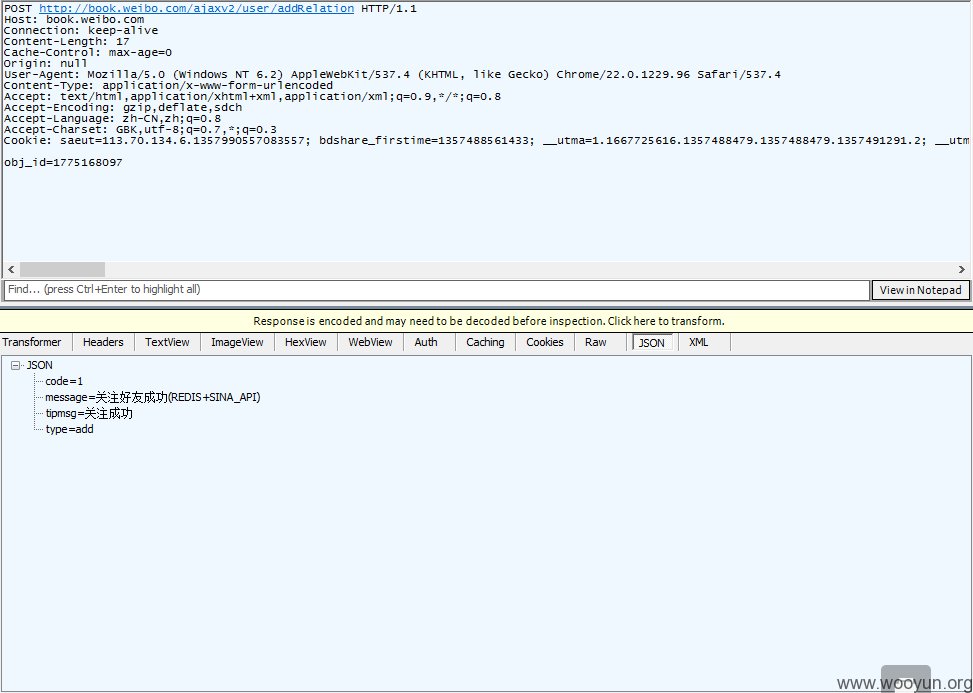 POST http://book.weibo.com/ajaxv2/user/addRelation HTTP/1.1
Host: book.weibo.com
Connection: keep-alive
Content-Length: 17
Cache-Control: max-age=0
Origin: null
User-Agent: Mozilla/5.0 (Windows NT 6.2) AppleWebKit/537.4 (KHTML, like Gecko) Chrome/22.0.1229.96 Safari/537.4
Content-Type: application/x-www-form-urlencoded
Accept: text/html,application/xhtml+xml,application/xml;q=0.9,*/*;q=0.8
Accept-Encoding: gzip,deflate,sdch
Accept-Language: zh-CN,zh;q=0.8
Accept-Charset: GBK,utf-8;q=0.7,*;q=0.3
Cookie: saeut=113.70.134.6.1357990557083557; bdshare_firstime=1357488561433; __utma=1.1667725616.1357488479.1357488479.1357491291.2; __utm
obj_id=1775168097
Find... (press Ctrl+Enter to highlight all)
View in Notepad
Response is encoded and may need to be decoded before inspection. Click here to transform.
Transformer Headers TextView ImageView HexView WebView Auth Caching Cookies Raw JSON XML
JSON
code=1
message=关注好友成功(REDIS+SINA_API)
tipmsg=关注成功
type=add
www.wooyun.org